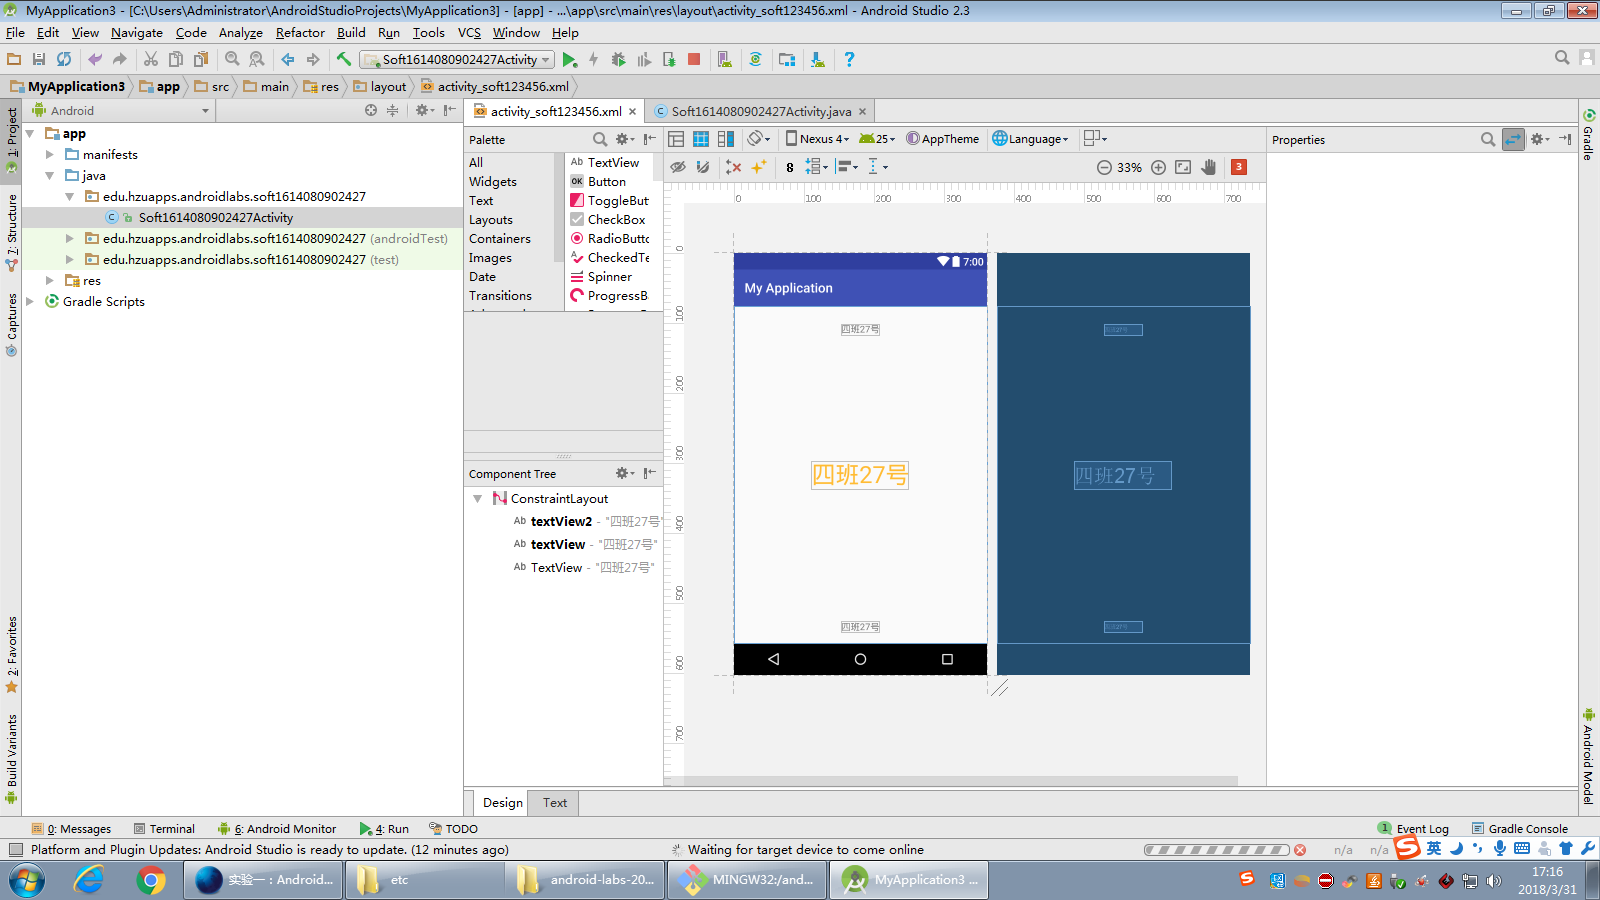 MyApplication3 - [C:\Users\Administrator\AndroidStudioProjects\MyApplication3] - [app] - ...\app\src\main\res\layout\activity_soft123456.xml - Android Studio 2.3
File Edit View Navigate Code Analyze Refactor Build Run Tools VCS Window Help
Soft1614080902427Activity
MyApplication3 app src main res layout activity_soft123456.xml
Android
activity_soft123456.xml Soft1614080902427Activity.java
1: Project
7: Structure
Captures
2: Favorites
Build Variants
app
manifests
java
edu.hzuapps.androidlabs.soft1614080902427
Soft1614080902427Activity
edu.hzuapps.androidlabs.soft1614080902427 (androidTest)
edu.hzuapps.androidlabs.soft1614080902427 (test)
res
Gradle Scripts
Palette
All
Widgets
Text
Layouts
Containers
Images
Date
Transitions
Ab TextView
OK Button
ToggleBut
CheckBox
RadioButto
CheckedTe
Spinner
ProgressBa
Component Tree
ConstraintLayout
Ab textView2 - "四班27号"
Ab textView - "四班27号"
Ab TextView - "四班27号"
Nexus 4 25 AppTheme Language
8 33% 3
0 100 200 300 400 500 600 700
0
100
200
300
400
500
600
700
7:00
My Application
四班27号
四班27号
四班27号
四班27号
Properties
Gradle
Android Model
Design Text
0: Messages Terminal 6: Android Monitor 4: Run TODO
1 Event Log Gradle Console
Platform and Plugin Updates: Android Studio is ready to update. (12 minutes ago)
Waiting for target device to come online
n/a n/a
英
实验一：Android... etc android-labs-20... MINGW32:/and... MyApplication3 ...
17:16
2018/3/31